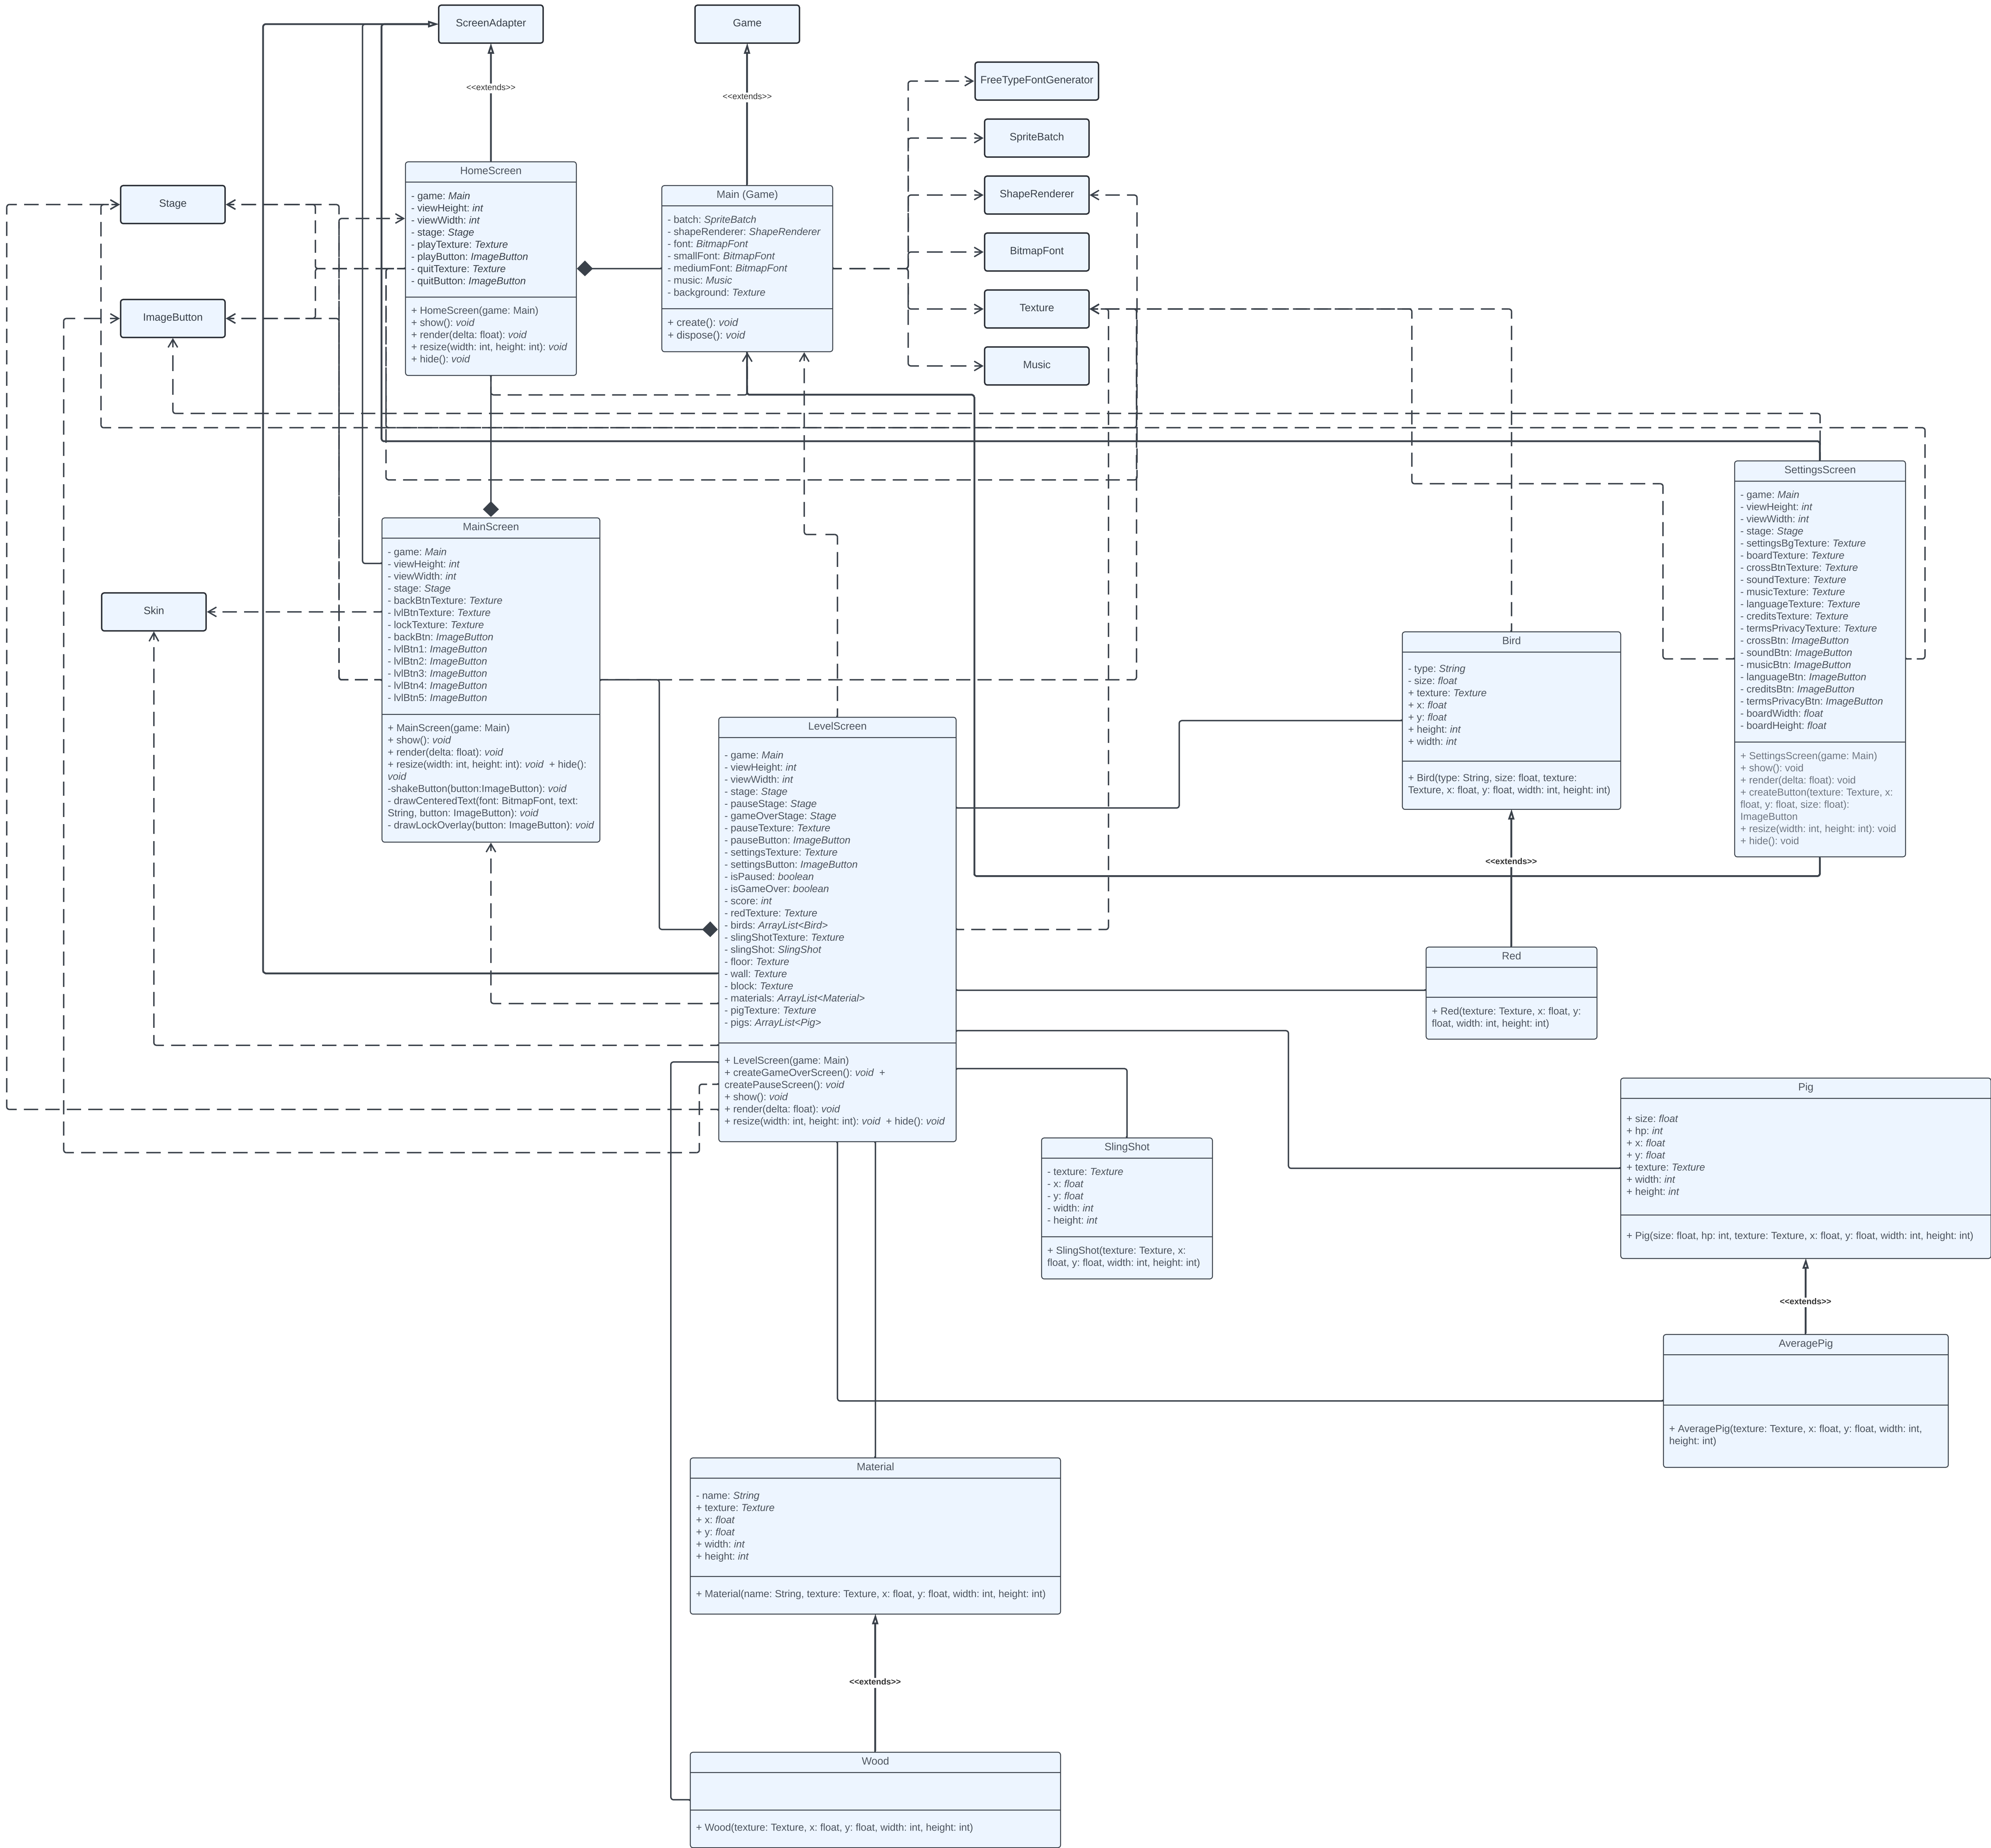 ScreenAdapter
Game
<<extends>>
<<extends>>
FreeTypeFontGenerator
SpriteBatch
ShapeRenderer
BitmapFont
Texture
Music
Stage
ImageButton
HomeScreen
- game: Main
- viewHeight: int
- viewWidth: int
- stage: Stage
- playTexture: Texture
- playButton: ImageButton
- quitTexture: Texture
- quitButton: ImageButton
+ HomeScreen(game: Main)
+ show(): void
+ render(delta: float): void
+ resize(width: int, height: int): void
+ hide(): void
Main (Game)
- batch: SpriteBatch
- shapeRenderer: ShapeRenderer
- font: BitmapFont
- smallFont: BitmapFont
- mediumFont: BitmapFont
- music: Music
- background: Texture
+ create(): void
+ dispose(): void
SettingsScreen
- game: Main
- viewHeight: int
- viewWidth: int
- stage: Stage
- settingsBgTexture: Texture
- boardTexture: Texture
- crossBtnTexture: Texture
- soundTexture: Texture
- musicTexture: Texture
- languageTexture: Texture
- creditsTexture: Texture
- termsPrivacyTexture: Texture
- crossBtn: ImageButton
- soundBtn: ImageButton
- musicBtn: ImageButton
- languageBtn: ImageButton
- creditsBtn: ImageButton
- termsPrivacyBtn: ImageButton
- boardWidth: float
- boardHeight: float
+ SettingsScreen(game: Main)
+ show(): void
+ render(delta: float): void
+ createButton(texture: Texture, x:
float, y: float, size: float):
ImageButton
+ resize(width: int, height: int): void
+ hide(): void
MainScreen
- game: Main
- viewHeight: int
- viewWidth: int
- stage: Stage
- backBtnTexture: Texture
- lvlBtnTexture: Texture
- lockTexture: Texture
- backBtn: ImageButton
- lvlBtn1: ImageButton
- lvlBtn2: ImageButton
- lvlBtn3: ImageButton
- lvlBtn4: ImageButton
- lvlBtn5: ImageButton
+ MainScreen(game: Main)
+ show(): void
+ render(delta: float): void
+ resize(width: int, height: int): void + hide():
void
-shakeButton(button:ImageButton): void
- drawCenteredText(font: BitmapFont, text:
String, button: ImageButton): void
- drawLockOverlay(button: ImageButton): void
Skin
Bird
- type: String
- size: float
+ texture: Texture
+ x: float
+ y: float
+ height: int
+ width: int
+ Bird(type: String, size: float, texture:
Texture, x: float, y: float, width: int, height: int)
<<extends>>
LevelScreen
- game: Main
- viewHeight: int
- viewWidth: int
- stage: Stage
- pauseStage: Stage
- gameOverStage: Stage
- pauseTexture: Texture
- pauseButton: ImageButton
- settingsTexture: Texture
- settingsButton: ImageButton
- isPaused: boolean
- isGameOver: boolean
- score: int
- redTexture: Texture
- birds: ArrayList<Bird>
- slingShotTexture: Texture
- slingShot: SlingShot
- floor: Texture
- wall: Texture
- block: Texture
- materials: ArrayList<Material>
- pigTexture: Texture
- pigs: ArrayList<Pig>
+ LevelScreen(game: Main)
+ createGameOverScreen(): void +
createPauseScreen(): void
+ show(): void
+ render(delta: float): void
+ resize(width: int, height: int): void + hide(): void
Red
+ Red(texture: Texture, x: float, y:
float, width: int, height: int)
Pig
+ size: float
+ hp: int
+ x: float
+ y: float
+ texture: Texture
+ width: int
+ height: int
+ Pig(size: float, hp: int, texture: Texture, x: float, y: float, width: int, height: int)
SlingShot
- texture: Texture
- x: float
- y: float
- width: int
- height: int
+ SlingShot(texture: Texture, x:
float, y: float, width: int, height: int)
<<extends>>
AveragePig
+ AveragePig(texture: Texture, x: float, y: float, width: int,
height: int)
Material
- name: String
+ texture: Texture
+ x: float
+ y: float
+ width: int
+ height: int
+ Material(name: String, texture: Texture, x: float, y: float, width: int, height: int)
<<extends>>
Wood
+ Wood(texture: Texture, x: float, y: float, width: int, height: int)